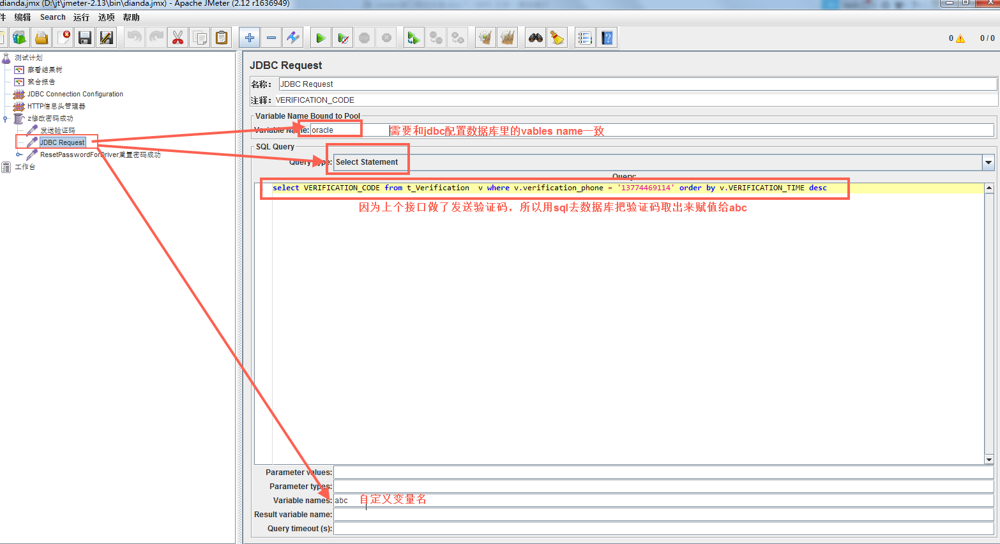 dianda.jmx (D:\jt\jmeter-2.13\bin\dianda.jmx) - Apache JMeter (2.12 r1636949)
件 编辑 Search 运行 选项 帮助
0 0 / 0
测试计划
察看结果树
聚合报告
JDBC Connection Configuration
HTTP信息头管理器
z修改密码成功
发送验证码
JDBC Request
ResetPasswordForDriver重置密码成功
工作台
JDBC Request
名称: JDBC Request
注释: VERIFICATION_CODE
Variable Name Bound to Pool
Variable Name: oracle 需要和jdbc配置数据库里的vables name一致
SQL Query
Query Type: Select Statement
Query:
select VERIFICATION_CODE from t_Verification v where v.verification_phone = '13774469114' order by v.VERIFICATION_TIME desc
因为上个接口做了发送验证码，所以用sql去数据库把验证码取出来赋值给abc
Parameter values:
Parameter types:
Variable names: abc 自定义变量名
Result variable name:
Query timeout (s):